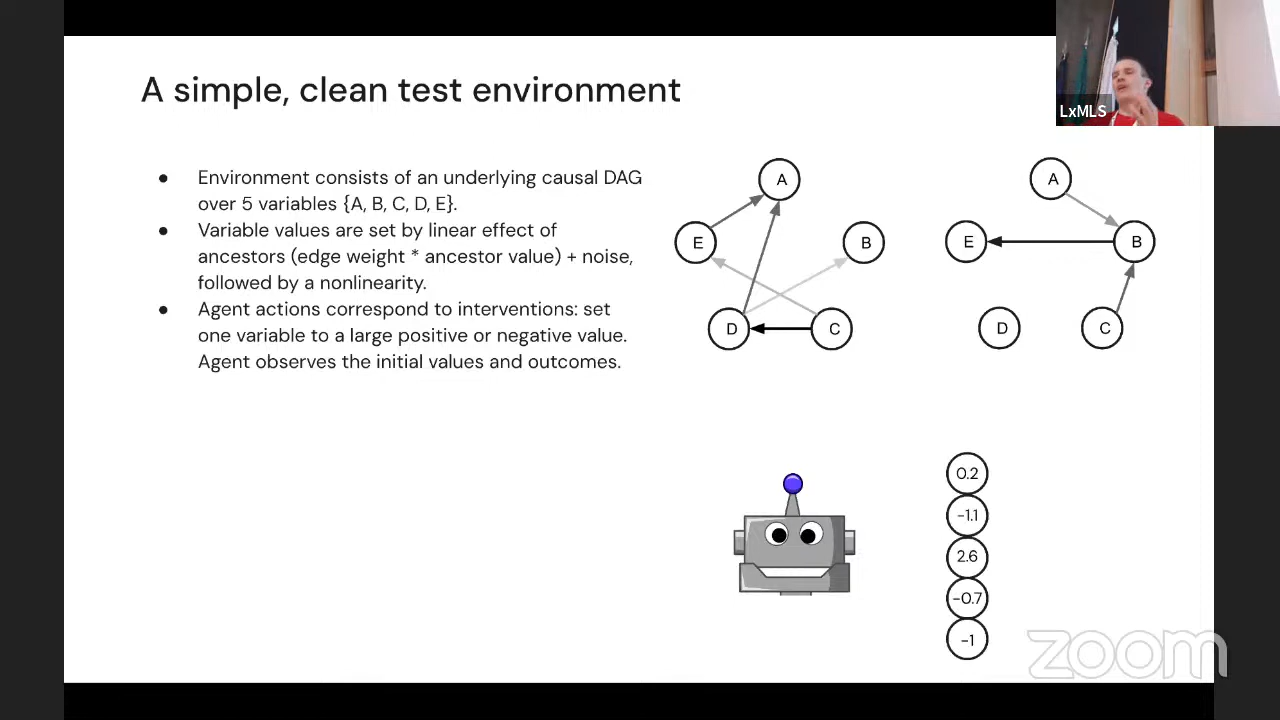 A simple, clean test environment
LxMLS
● Environment consists of an underlying causal DAG
over 5 variables {A, B, C, D, E}.
● Variable values are set by linear effect of
ancestors (edge weight * ancestor value) + noise,
followed by a nonlinearity.
● Agent actions correspond to interventions: set
one variable to a large positive or negative value.
Agent observes the initial values and outcomes.
A
E
B
D
C
A
E
B
D
C
0.2
-1.1
2.6
-0.7
-1
zoom